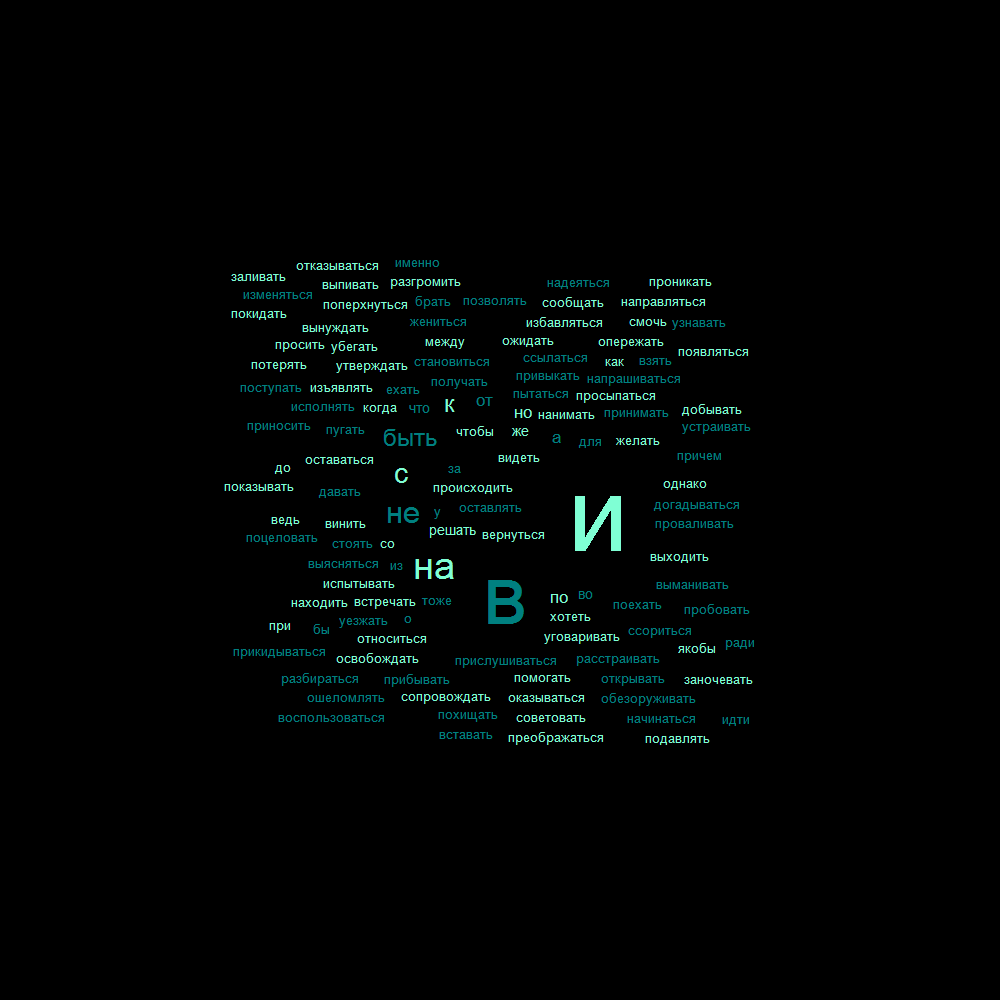 отказываться именно
заливать выпивать разгромить надеяться проникать
изменяться поперхнуться брать позволять сообщать направляться
покидать вынуждать жениться избавляться смочь узнавать
просить убегать между ожидать опережать появляться
потерять утверждать становиться ссылаться как взять
поступать изъявлять ехать получать привыкать напрашиваться
исполнять когда что к от пытаться просыпаться
но нанимать принимать добывать
приносить пугать быть чтобы же а для желать устраивать
до оставаться с за видеть причем
показывать давать происходить однако
ведь винить не у оставлять догадываться
поцеловать стоять со решать вернуться И проваливать
выясняться из на выходить
испытывать В выманивать
находить встречать тоже по во поехать пробовать
при бы уезжать о хотеть
прикидываться относиться уговаривать ссориться якобы ради
освобождать прислушиваться расстраивать
разбираться прибывать помогать открывать заночевать
ошеломлять сопровождать оказываться обезоруживать
воспользоваться похищать советовать начинаться идти
вставать преображаться подавлять